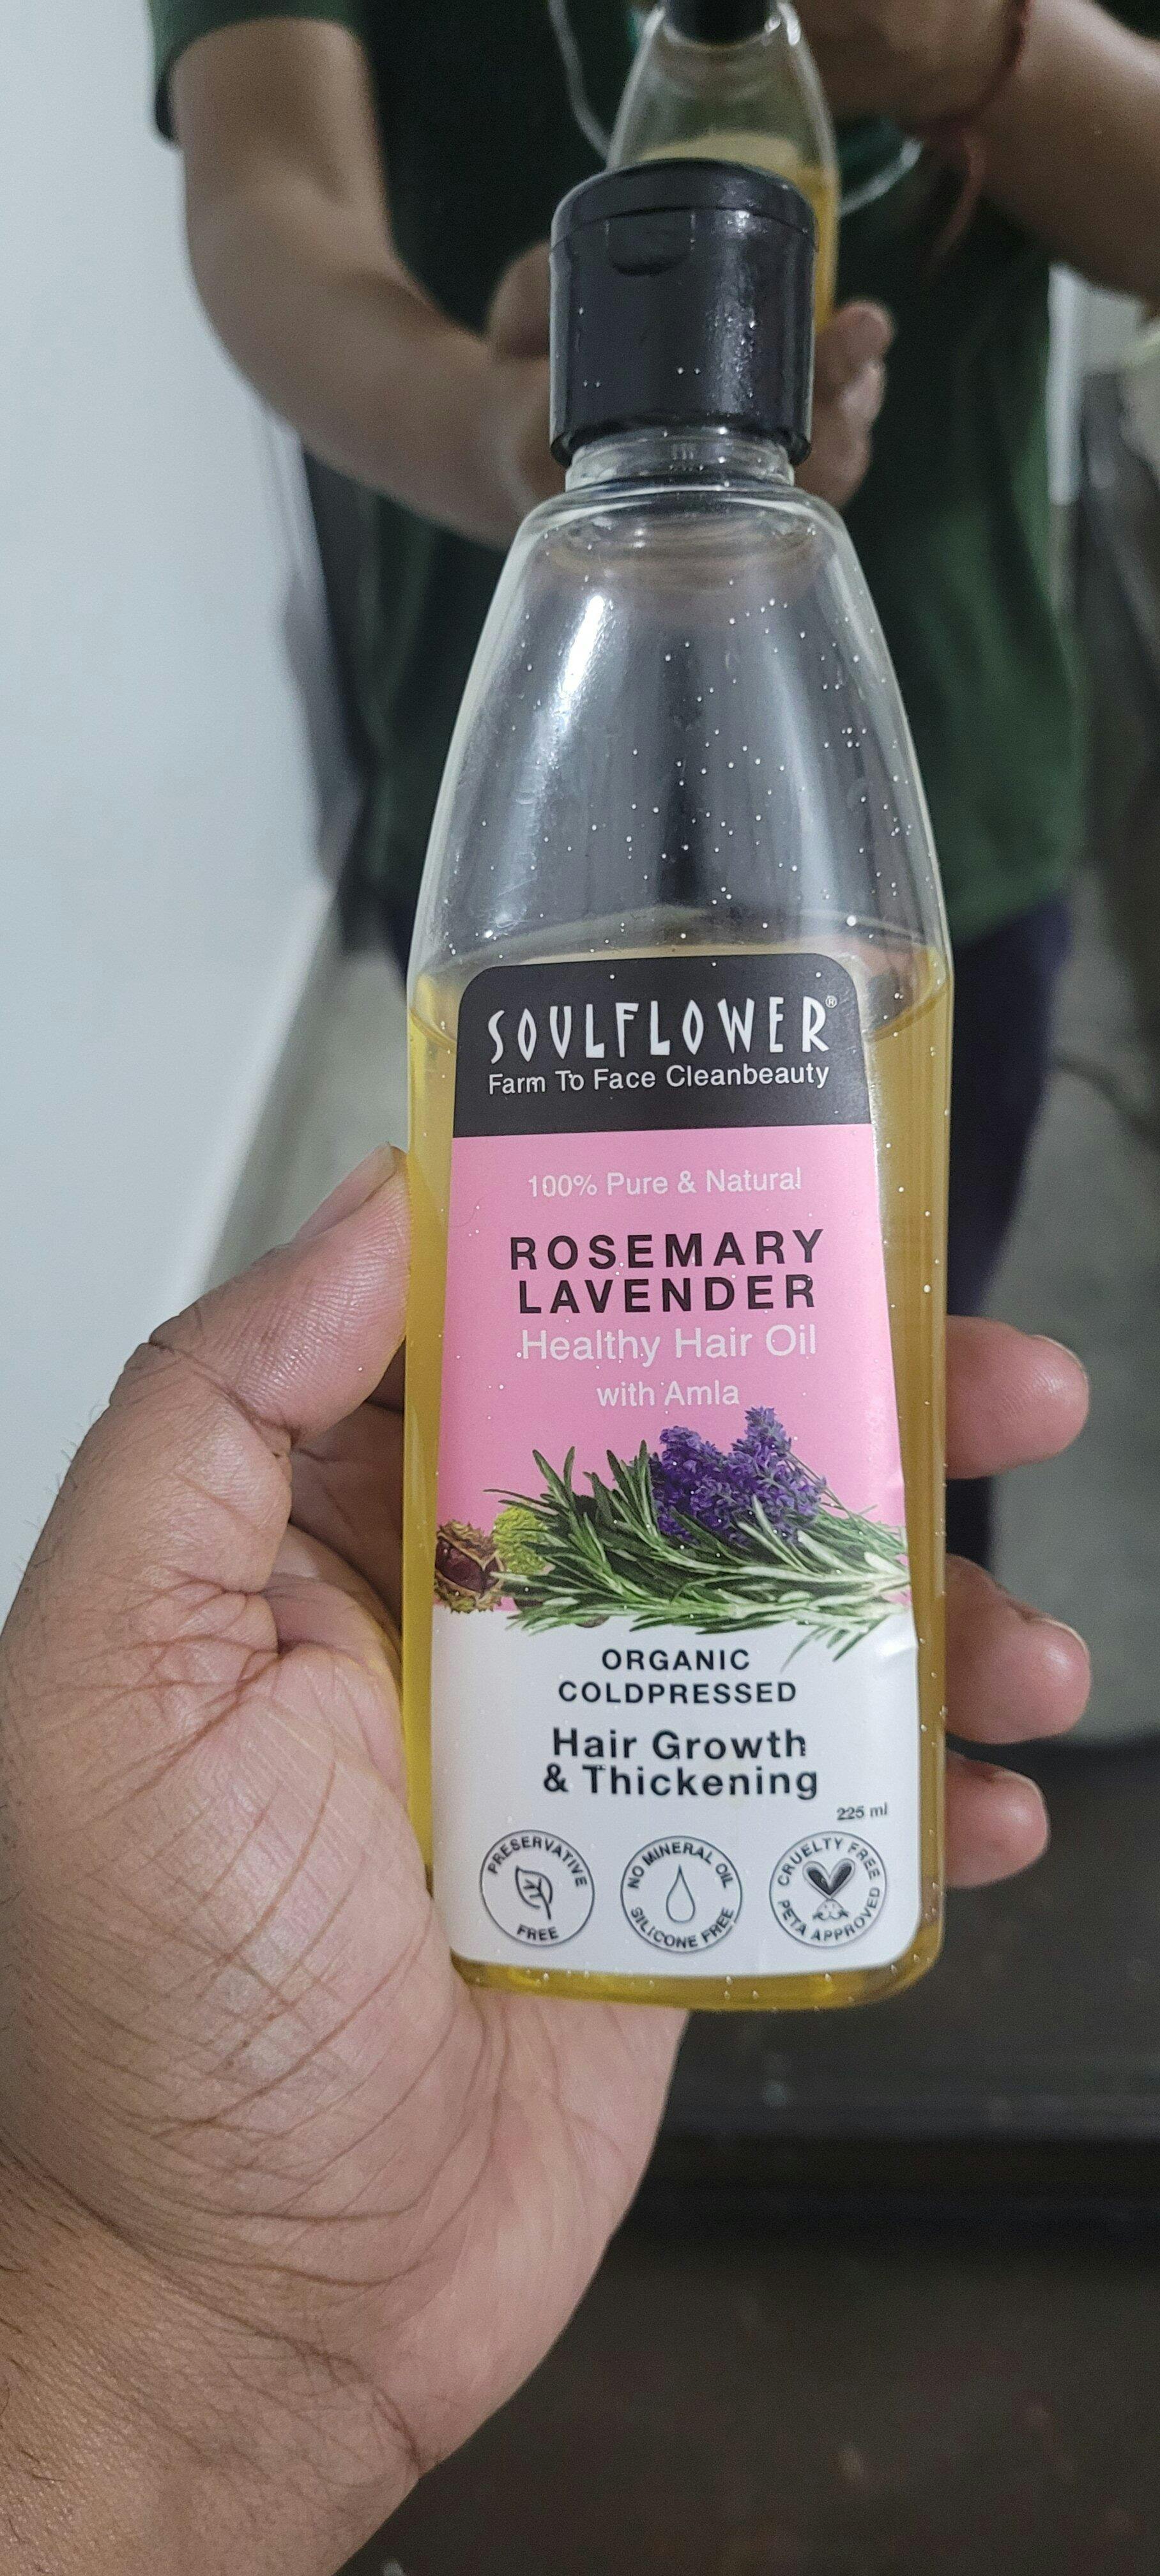 SOULFLOWER®
Farm To Face Cleanbeauty
100% Pure & Natural
ROSEMARY
LAVENDER
Healthy Hair Oil
with Amla
ORGANIC
COLDPRESSED
Hair Growth
& Thickening
225 ml
PRESERVATIVE
FREE
NO MINERAL OIL
SILICONE FREE
CRUELTY FREE
PETA APPROVED